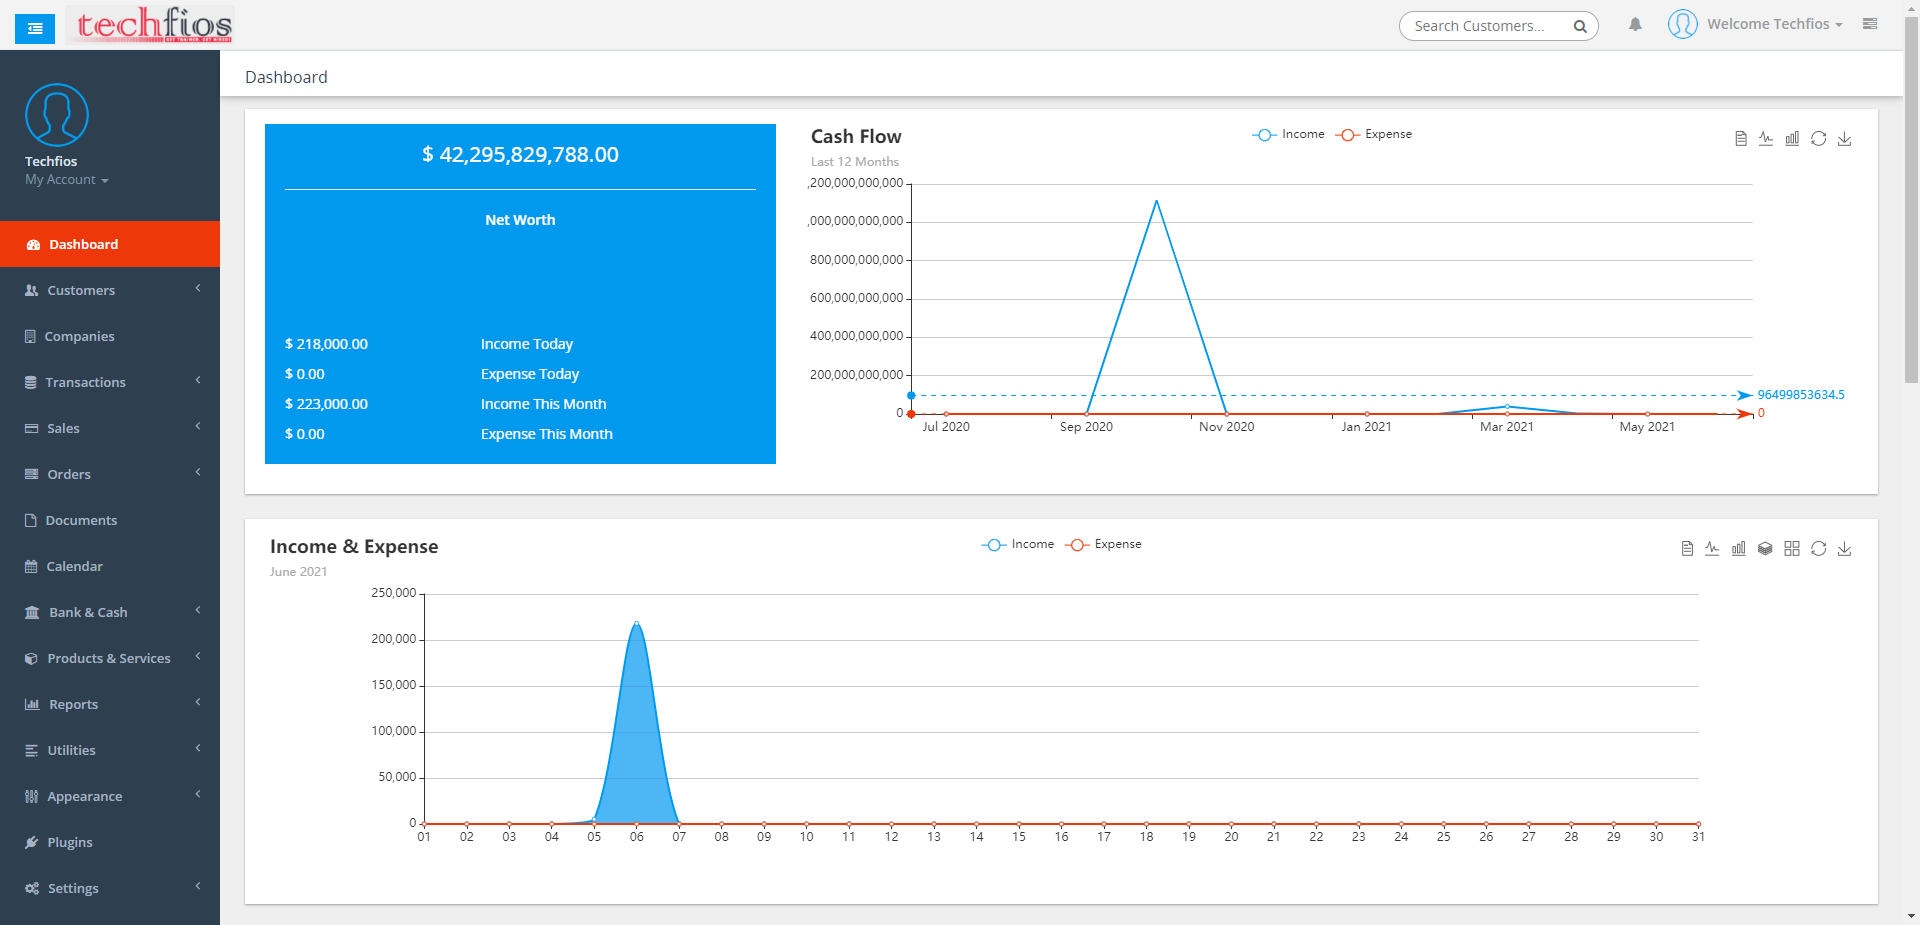 techfios
GET TRAINED. GET HIRED!
Search Customers...
Welcome Techfios
Techfios
My Account
Dashboard
Customers
Companies
Transactions
Sales
Orders
Documents
Calendar
Bank & Cash
Products & Services
Reports
Utilities
Appearance
Plugins
Settings
Dashboard
$ 42,295,829,788.00
Net Worth
$ 218,000.00 Income Today
$ 0.00 Expense Today
$ 223,000.00 Income This Month
$ 0.00 Expense This Month
Cash Flow
Last 12 Months
Income Expense
,200,000,000,000
,000,000,000,000
800,000,000,000
600,000,000,000
400,000,000,000
200,000,000,000
0
96499853634.5
0
Jul 2020 Sep 2020 Nov 2020 Jan 2021 Mar 2021 May 2021
Income & Expense
June 2021
Income Expense
250,000
200,000
150,000
100,000
50,000
0
01 02 03 04 05 06 07 08 09 10 11 12 13 14 15 16 17 18 19 20 21 22 23 24 25 26 27 28 29 30 31